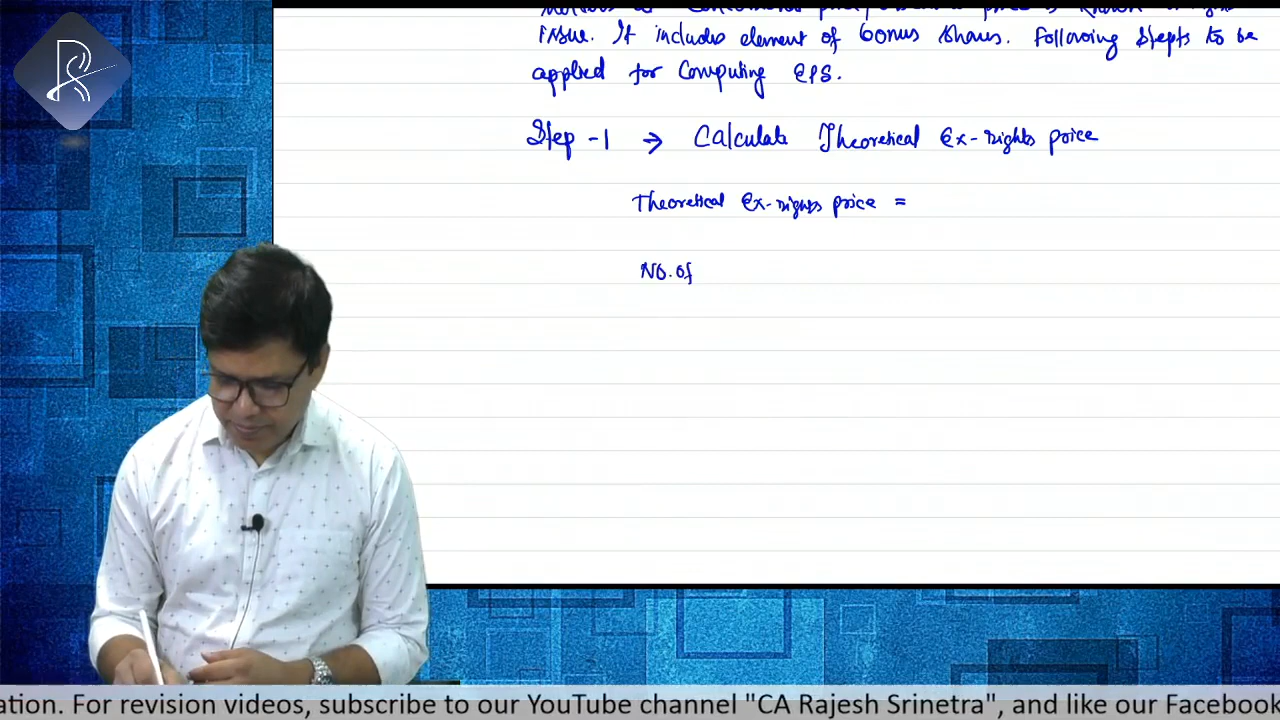 issue. It includes element of bonus shares. Following stepts to be
applied for computing EPS.
Step -1 → Calculate Theoretical Ex-rights price
Theoretical Ex-rights price =
No. of
ation. For revision videos, subscribe to our YouTube channel "CA Rajesh Srinetra", and like our Facebook